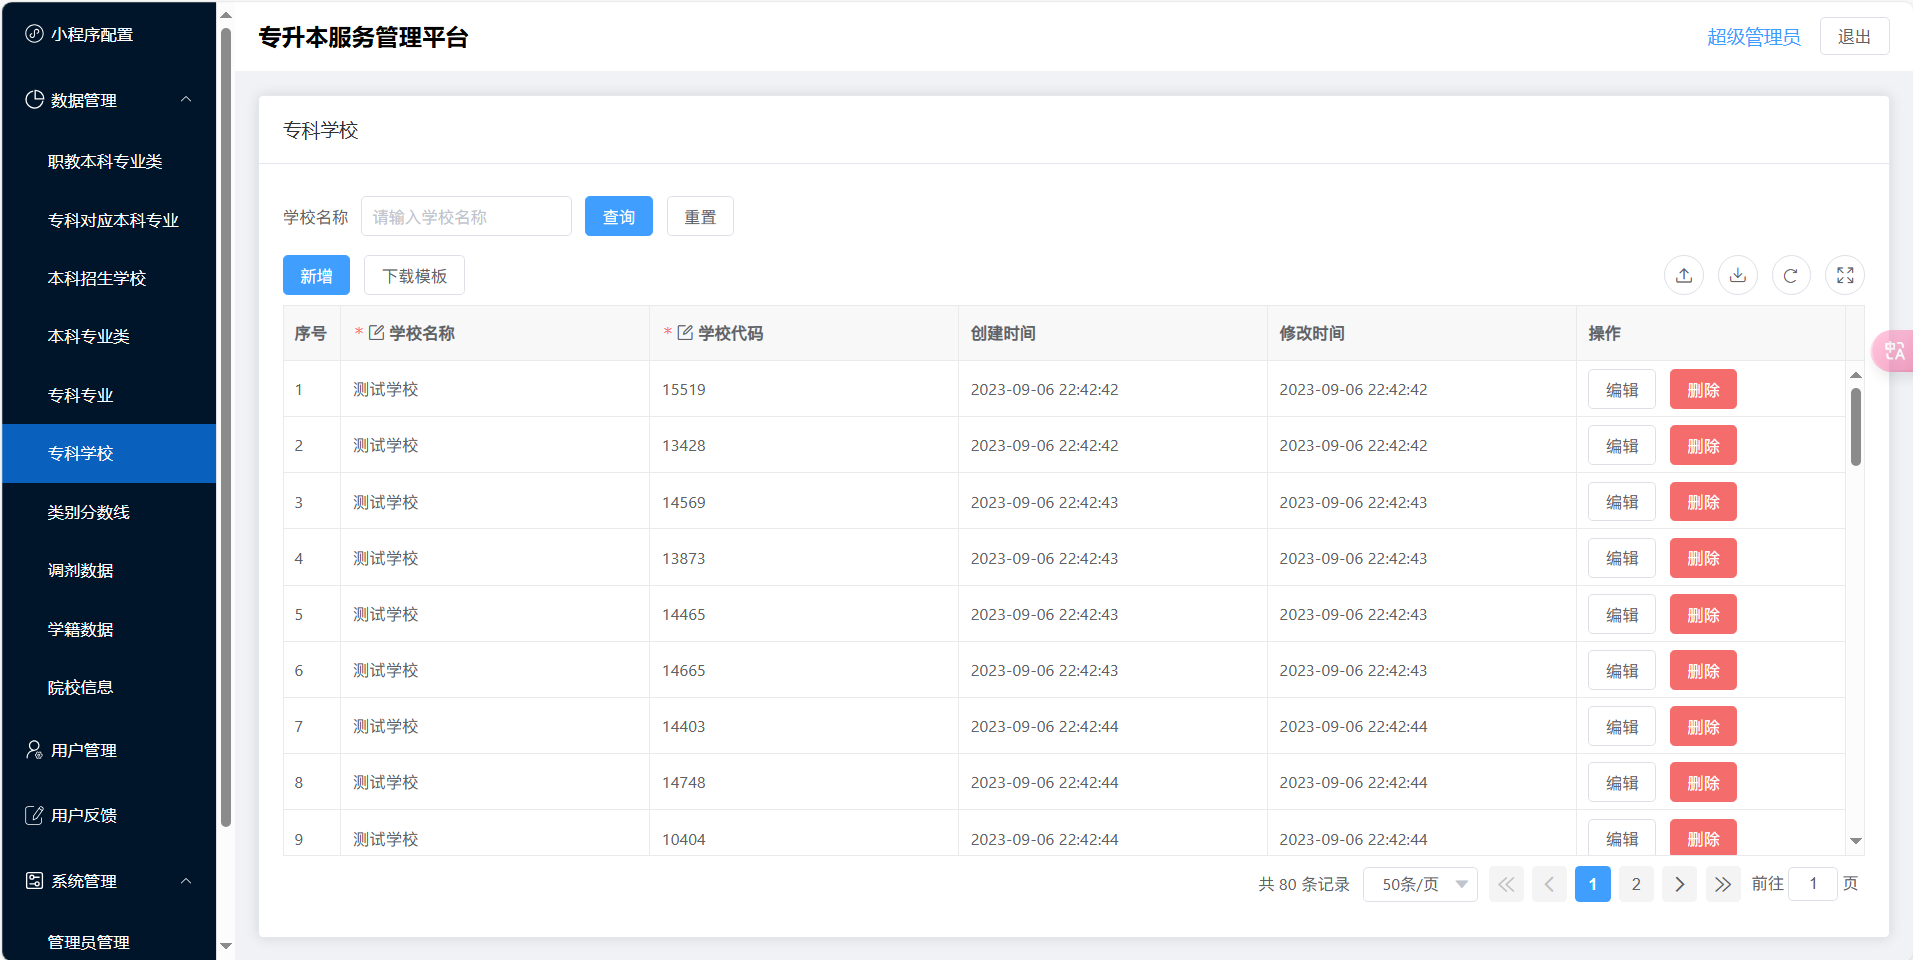 小程序配置
数据管理
职教本科专业类
专科对应本科专业
本科招生学校
本科专业类
专科专业
专科学校
类别分数线
调剂数据
学籍数据
院校信息
用户管理
用户反馈
系统管理
管理员管理
专升本服务管理平台
超级管理员 退出
专科学校
学校名称 请输入学校名称 查询 重置
新增 下载模板
序号 * 学校名称 * 学校代码 创建时间 修改时间 操作
1 测试学校 15519 2023-09-06 22:42:42 2023-09-06 22:42:42 编辑 删除
2 测试学校 13428 2023-09-06 22:42:42 2023-09-06 22:42:42 编辑 删除
3 测试学校 14569 2023-09-06 22:42:43 2023-09-06 22:42:43 编辑 删除
4 测试学校 13873 2023-09-06 22:42:43 2023-09-06 22:42:43 编辑 删除
5 测试学校 14465 2023-09-06 22:42:43 2023-09-06 22:42:43 编辑 删除
6 测试学校 14665 2023-09-06 22:42:43 2023-09-06 22:42:43 编辑 删除
7 测试学校 14403 2023-09-06 22:42:44 2023-09-06 22:42:44 编辑 删除
8 测试学校 14748 2023-09-06 22:42:44 2023-09-06 22:42:44 编辑 删除
9 测试学校 10404 2023-09-06 22:42:44 2023-09-06 22:42:44 编辑 删除
共 80 条记录 50条/页 1 2 前往 1 页